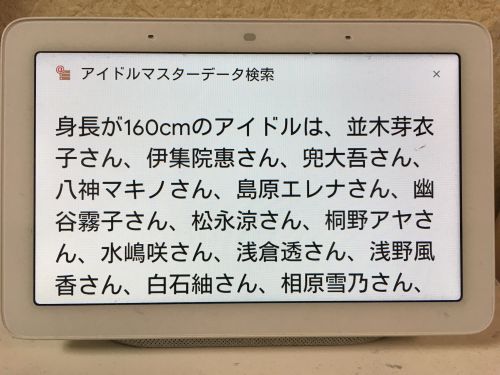 アイドルマスターデータ検索
×
身長が160cmのアイドルは、並木芽衣
子さん、伊集院惠さん、兜大吾さん、
八神マキノさん、島原エレナさん、幽
谷霧子さん、松永涼さん、桐野アヤさ
ん、水嶋咲さん、浅倉透さん、浅野風
香さん、白石紬さん、相原雪乃さん、